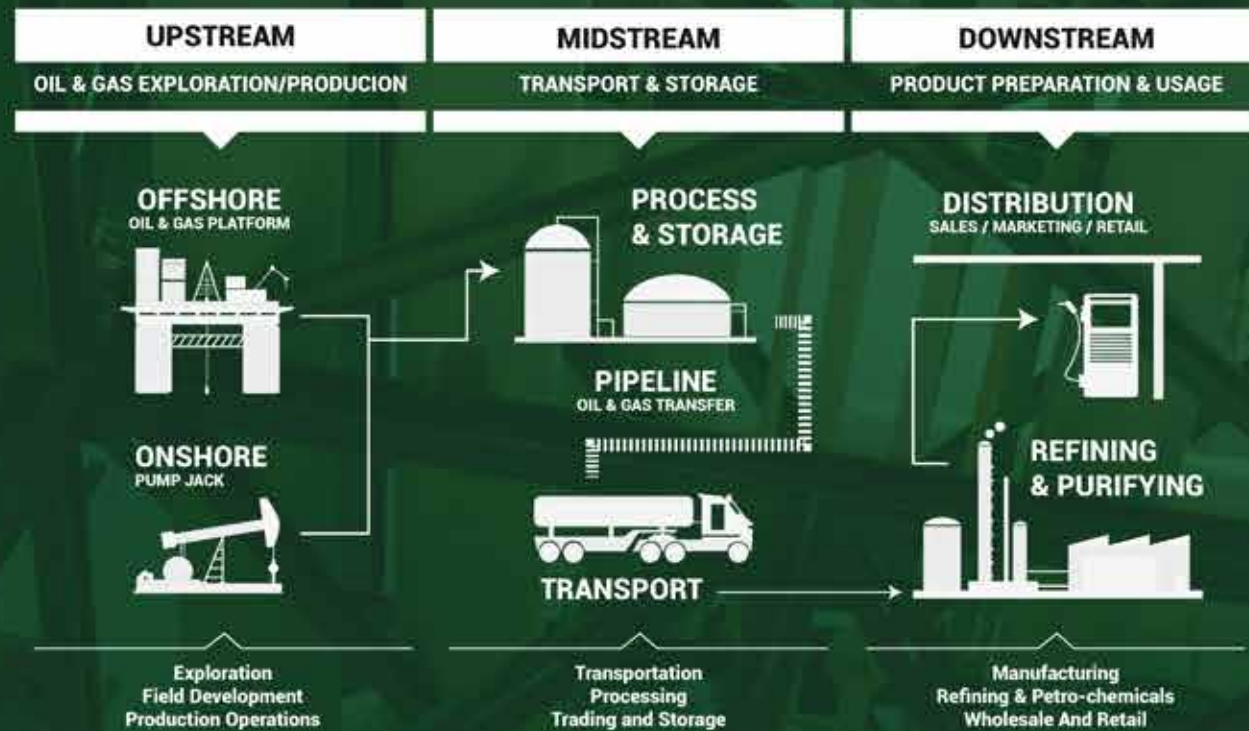 UPSTREAM
OIL & GAS EXPLORATION/PRODUCION
OFFSHORE
OIL & GAS PLATFORM
ONSHORE
PUMP JACK
Exploration
Field Development
Production Operations
MIDSTREAM
TRANSPORT & STORAGE
PROCESS
& STORAGE
PIPELINE
OIL & GAS TRANSFER
TRANSPORT
Transportation
Processing
Trading and Storage
DOWNSTREAM
PRODUCT PREPARATION & USAGE
DISTRIBUTION
SALES / MARKETING / RETAIL
REFINING
& PURIFYING
Manufacturing
Refining & Petro-chemicals
Wholesale And Retail